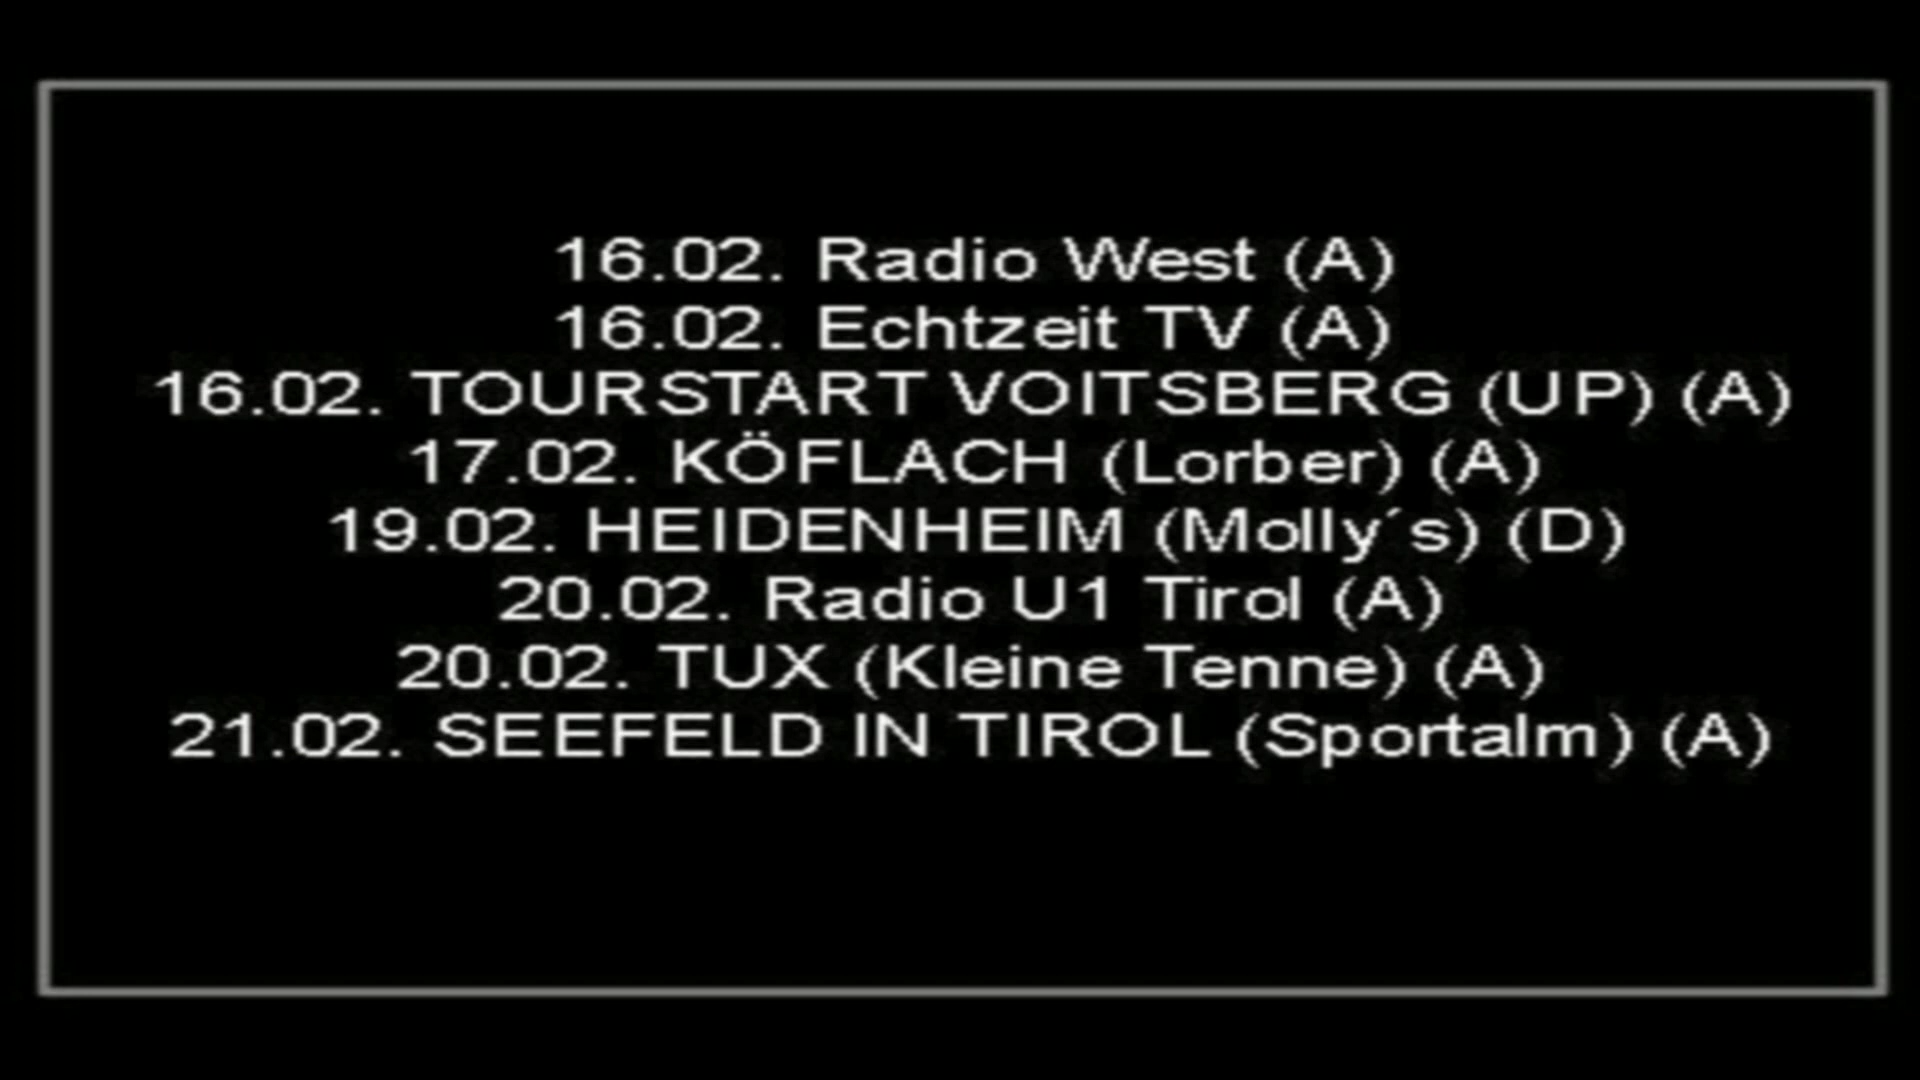 16.02. Radio West (A)
16.02. Echtzeit TV (A)
16.02. TOURSTART VOITSBERG (UP) (A)
17.02. KÖFLACH (Lorber) (A)
19.02. HEIDENHEIM (Molly´s) (D)
20.02. Radio U1 Tirol (A)
20.02. TUX (Kleine Tenne) (A)
21.02. SEEFELD IN TIROL (Sportalm) (A)